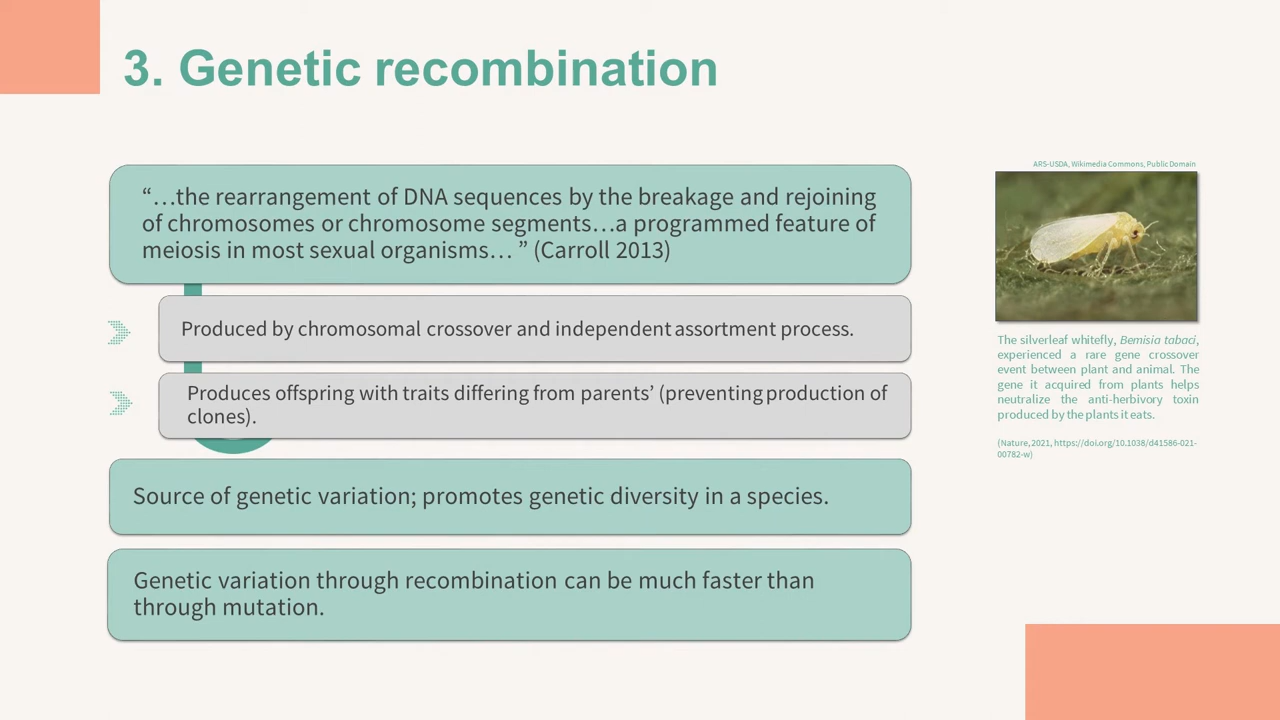 3. Genetic recombination
“…the rearrangement of DNA sequences by the breakage and rejoining
of chromosomes or chromosome segments…a programmed feature of
meiosis in most sexual organisms… ” (Carroll 2013)
Produced by chromosomal crossover and independent assortment process.
Produces offspring with traits differing from parents’ (preventing production of
clones).
Source of genetic variation; promotes genetic diversity in a species.
Genetic variation through recombination can be much faster than
through mutation.
ARS-USDA, Wikimedia Commons, Public Domain
The silverleaf whitefly, Bemisia tabaci,
experienced a rare gene crossover
event between plant and animal. The
gene it acquired from plants helps
neutralize the anti-herbivory toxin
produced by the plants it eats.
(Nature, 2021, https://doi.org/10.1038/d41586-021-
00782-w)